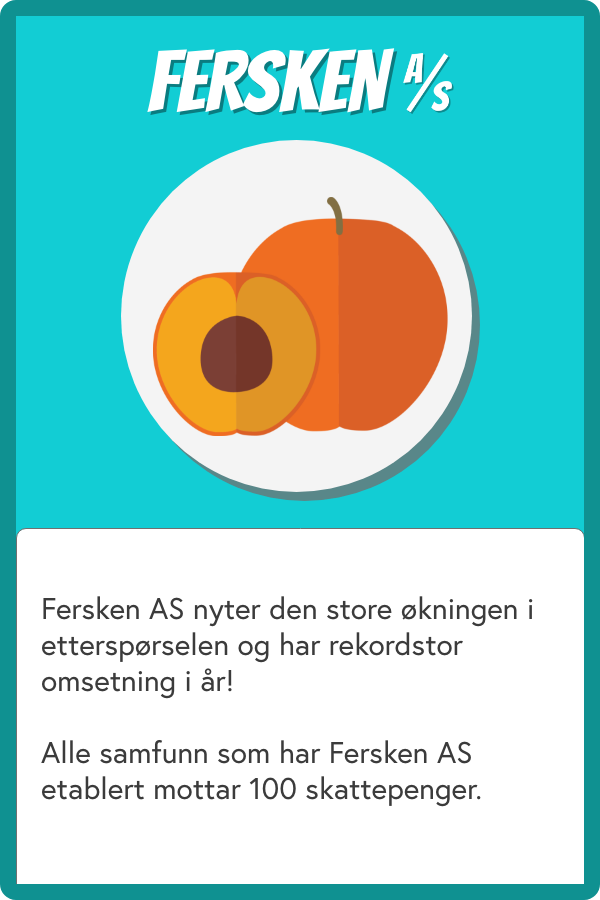 FERSKEN A/S
Fersken AS nyter den store økningen i
etterspørselen og har rekordstor
omsetning i år!
Alle samfunn som har Fersken AS
etablert mottar 100 skattepenger.